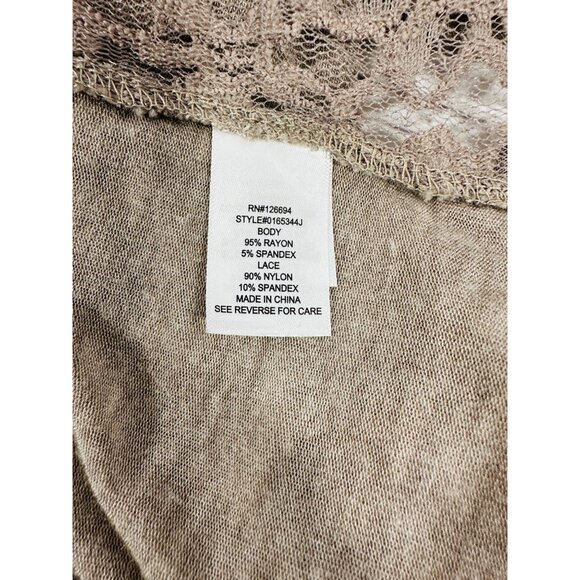 RN#126694
STYLE#0165344J
BODY
95% RAYON
5% SPANDEX
LACE
90% NYLON
10% SPANDEX
MADE IN CHINA
SEE REVERSE FOR CARE